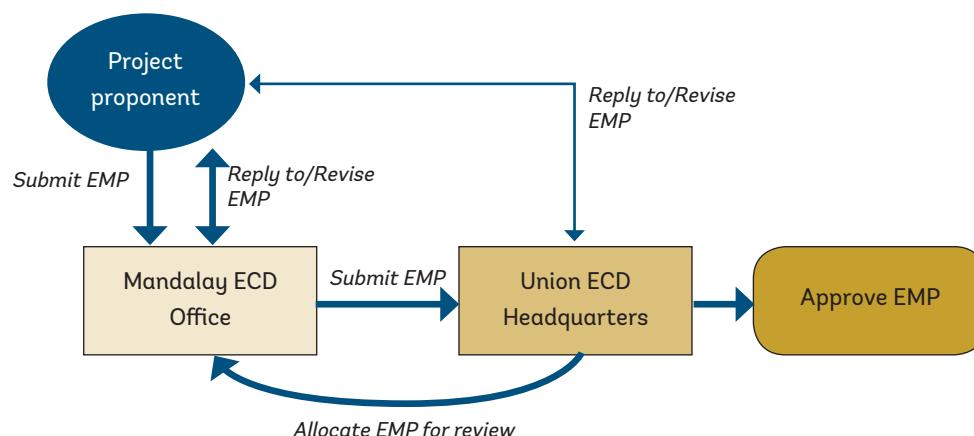 Project
proponent
Reply to/Revise
EMP
Submit EMP
Reply to/Revise
EMP
Mandalay ECD
Office
Submit EMP
Union ECD
Headquarters
Approve EMP
Allocate EMP for review